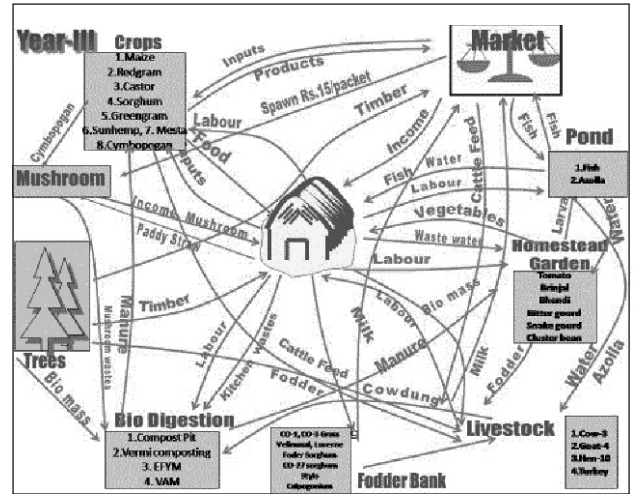 Year-III
Crops
1.Maize
2.Redgram
3.Castor
4.Sorghum
5.Greengram
6.Sunhemp, 7. Mesta
8.Cymbopogan
Market
Inputs
Products
Spawn Rs.15/packet
Timber
Labour
Food
Inputs
Income
Cattle Feed
Fish
Fish
Pond
1.Fish
2.Azolla
Cymbopogan
Mushroom
Fish
Water
Labour
Vegetables
Waste water
Labour
Larva
Water
Income
Mushroom
Paddy Straw
Homestead
Garden
Tomato
Brinjal
Bhendi
Bitter gourd
Snake gourd
Cluster bean
Timber
Manure
Mushroom wastes
Trees
Bio mass
Labour
Kitchen wastes
Milk
Labour
Bio mass
Manure
Milk
Cattle Feed
Fodder
Cowdung
Fodder
Water
Azolla
Bio Digestion
1.Compost Pit
2.Vermi composting
3. EFYM
4. VAM
CO-1, CO-3 Grass
Lucerne
Foder Sorghum
CO-27 sorghum
Stylo
Calpogonium
Fodder Bank
Livestock
1.Cow-3
2.Goat-4
3.Hen-10
4.Turkey